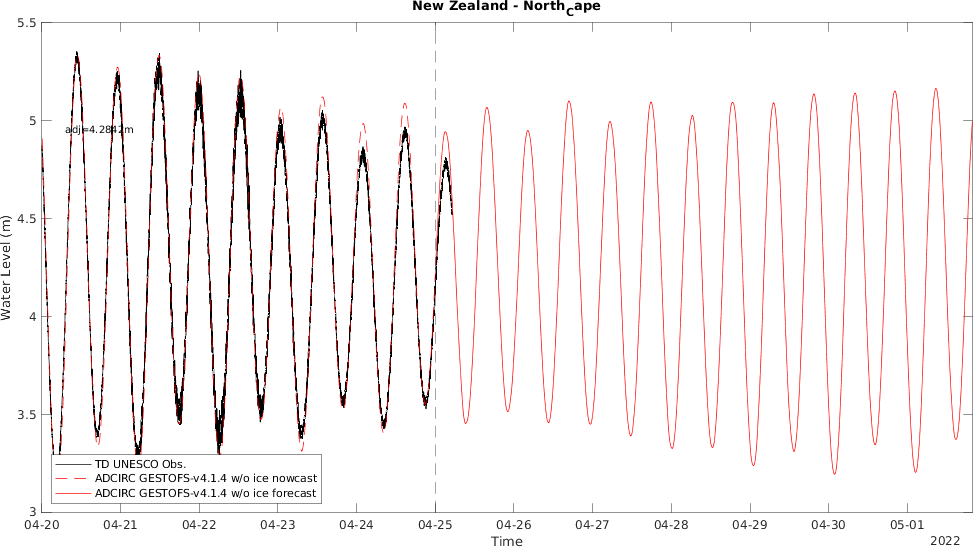 New Zealand - North_Cape
5.5
5
4.5
4
3.5
3
Water Level (m)
adj=4.2842m
TD UNESCO Obs.
ADCIRC GESTOFS-v4.1.4 w/o ice nowcast
ADCIRC GESTOFS-v4.1.4 w/o ice forecast
04-20 04-21 04-22 04-23 04-24 04-25 04-26 04-27 04-28 04-29 04-30 05-01
Time
2022